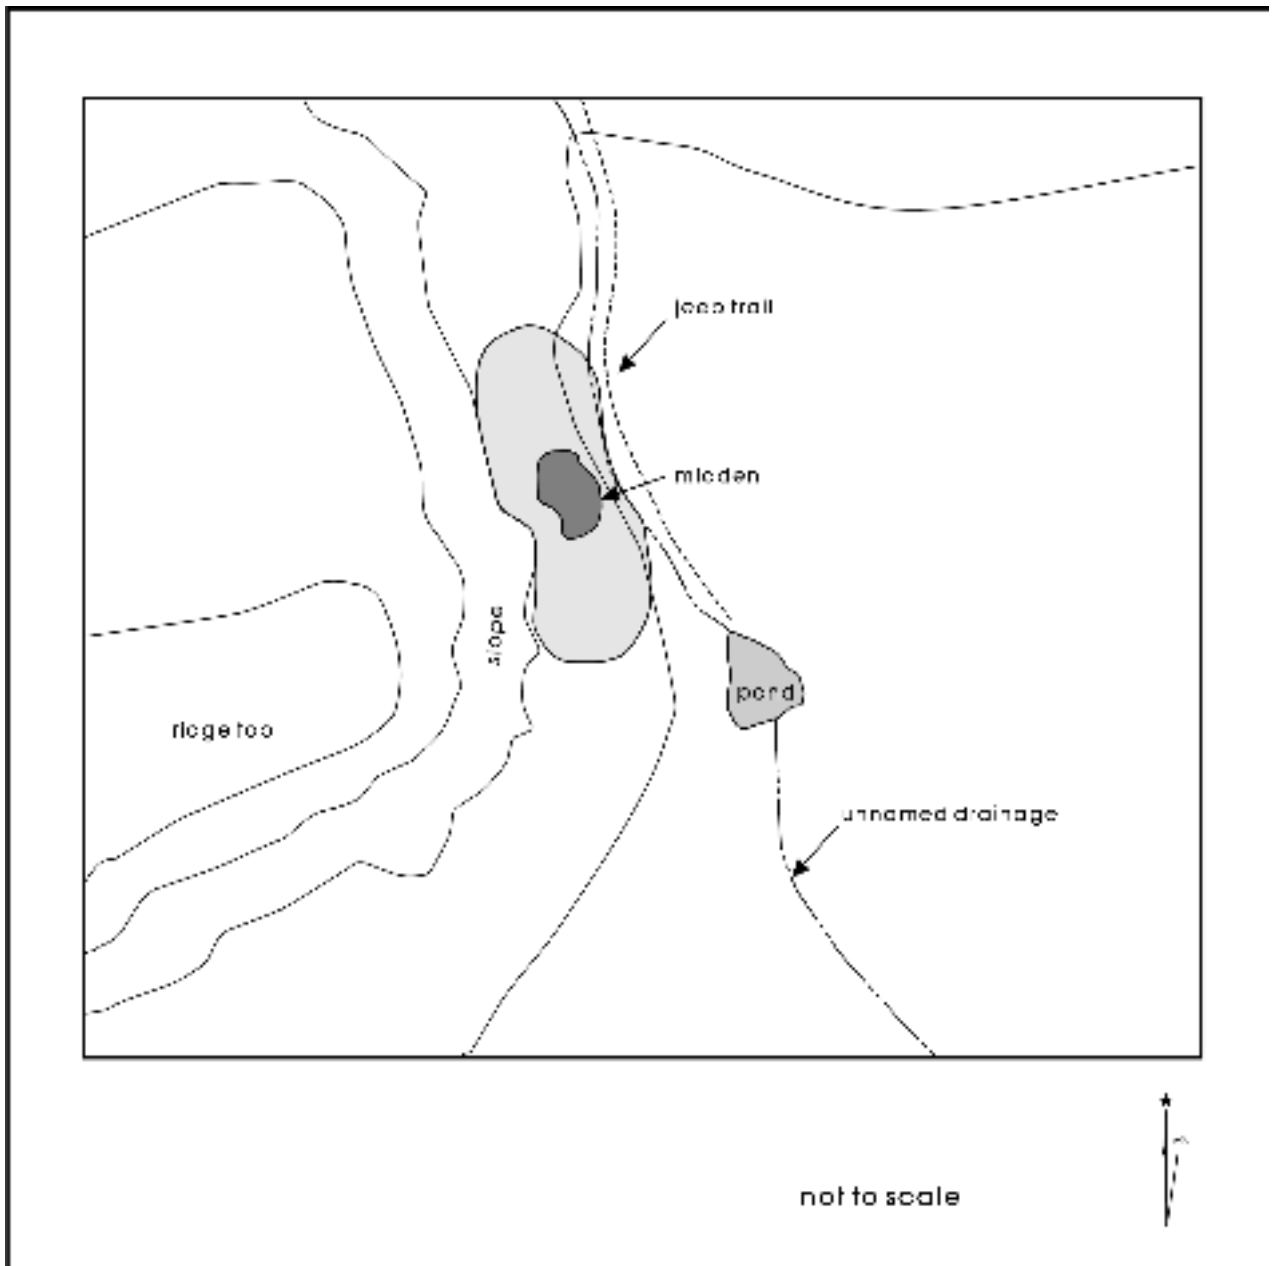 jeep trail
midden
slope
pond
ridge top
unnamed drainage
not to scale